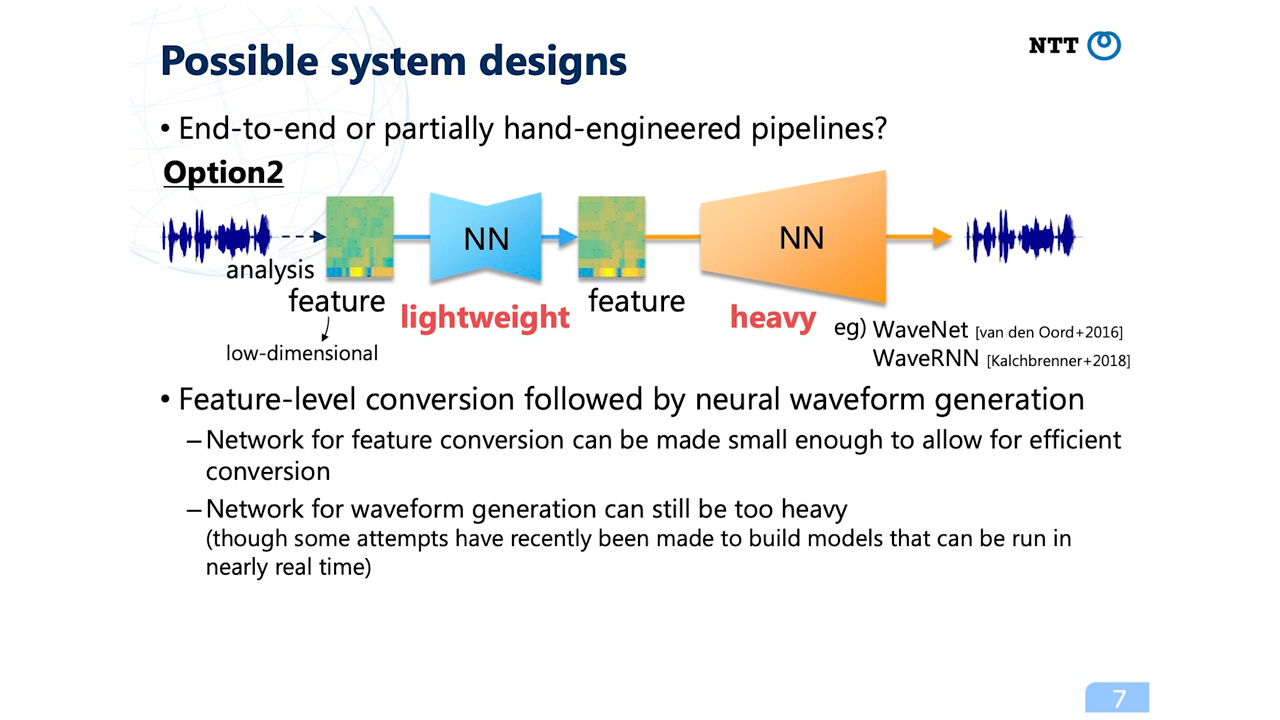 Possible system designs
NTT
• End-to-end or partially hand-engineered pipelines?
Option2
NN
NN
analysis
feature
lightweight
feature
heavy
eg) WaveNet [van den Oord+2016]
WaveRNN [Kalchbrenner+2018]
low-dimensional
• Feature-level conversion followed by neural waveform generation
–Network for feature conversion can be made small enough to allow for efficient
conversion
–Network for waveform generation can still be too heavy
(though some attempts have recently been made to build models that can be run in
nearly real time)
7